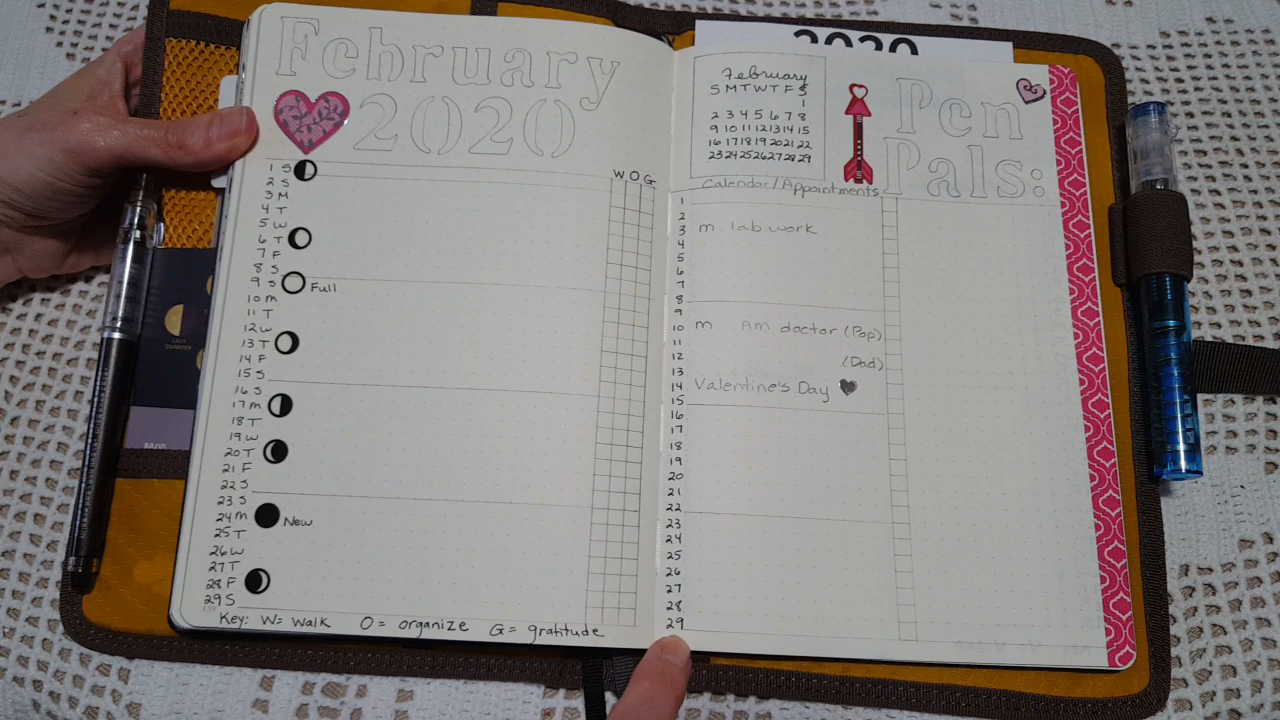 February
2020
W O G
1 S
2 S
3 M
4 T
5 W
6 T
7 F
8 S
9 S Full
10 M
11 T
12 W
13 T
14 F
15 S
16 S
17 M
18 T
19 W
20 T
21 F
22 S
23 S
24 M New
25 T
26 W
27 T
28 F
29 S
Key: W= Walk O= organize G= gratitude
LAST
QUARTER
2020
February
S M T W T F S
1
2 3 4 5 6 7 8
9 10 11 12 13 14 15
16 17 18 19 20 21 22
23 24 25 26 27 28 29
Pen
Pals:
Calendar/Appointments
1
2
3 m lab work
4
5
6
7
8
9
10 m AM doctor (Pop)
11
12 (Dad)
13
14 Valentine's Day
15
16
17
18
19
20
21
22
23
24
25
26
27
28
29